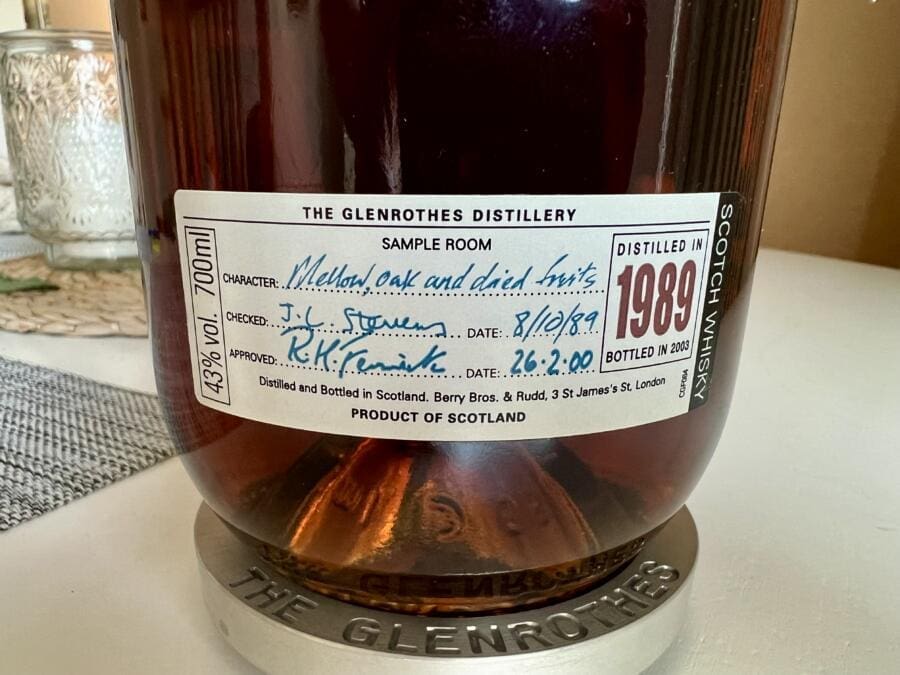 THE GLENROTHES DISTILLERY
SAMPLE ROOM
CHARACTER: Mellow, oak and dried fruits
CHECKED: J.L. Stevens DATE: 8/10/89
APPROVED: R.H. Fenwick DATE: 26·2·00
Distilled and Bottled in Scotland. Berry Bros. & Rudd, 3 St James's St, London
PRODUCT OF SCOTLAND
43% vol. 700ml
DISTILLED IN
1989
BOTTLED IN 2003
CGF084
SCOTCH WHISKY
THE GLENROTHES